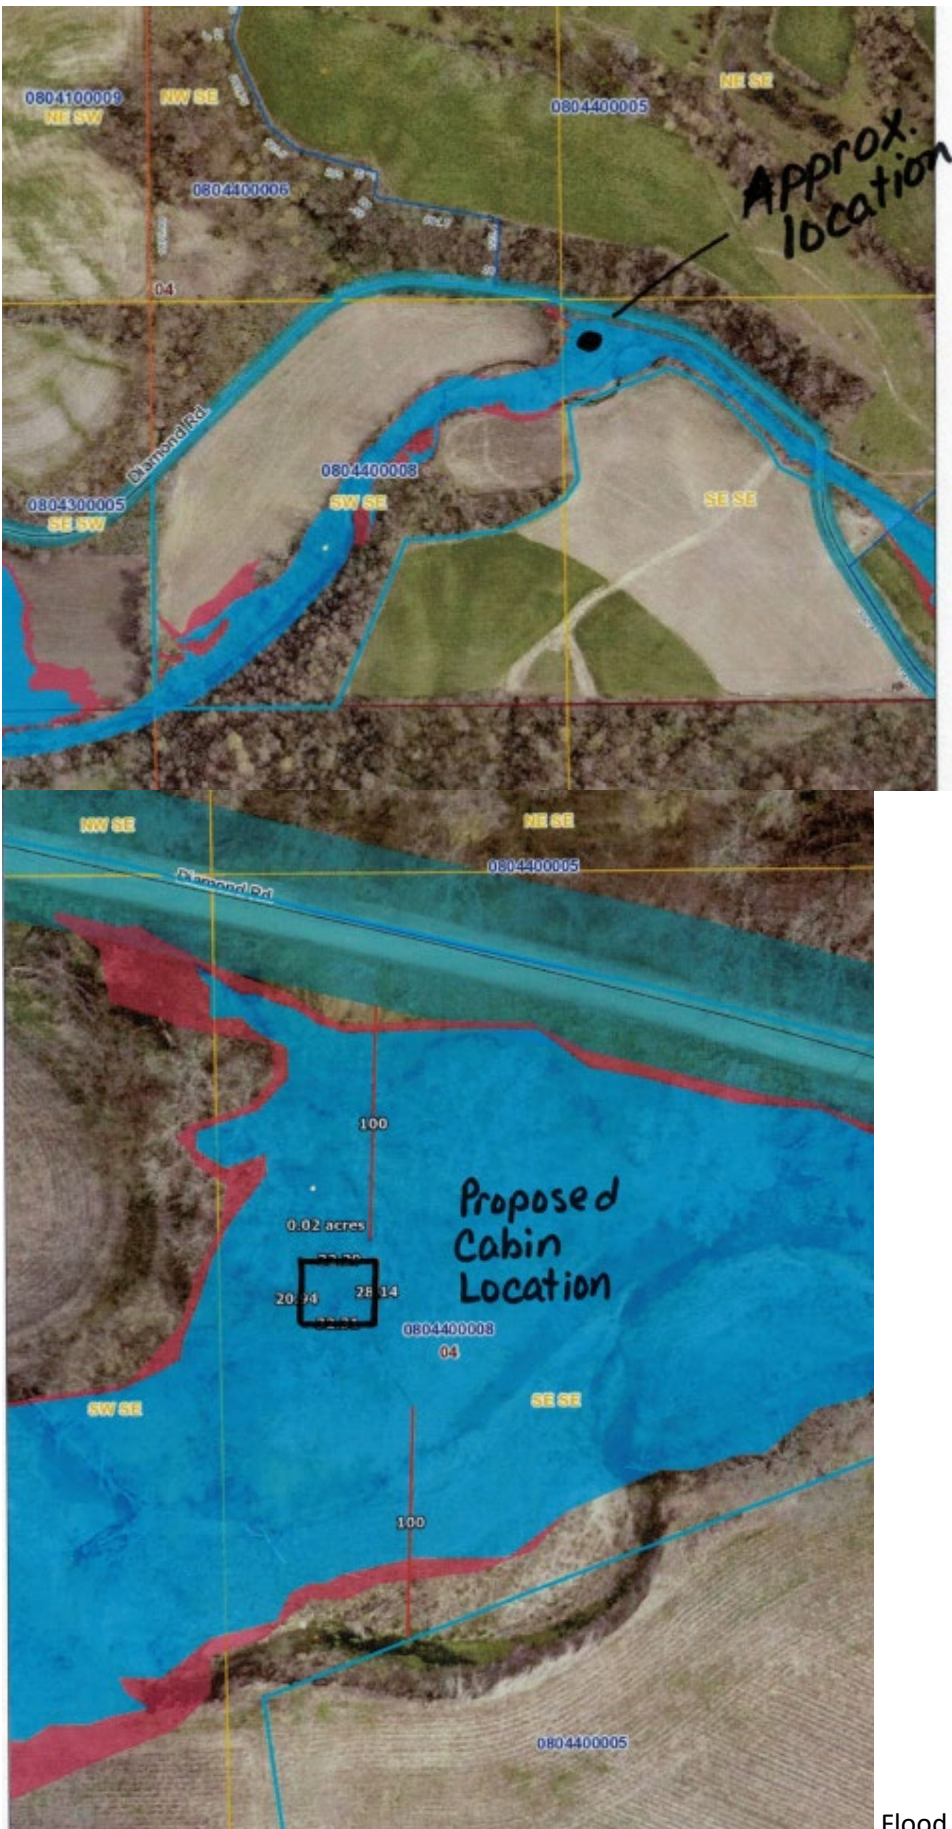 NE SE
0804100009
NW SE
NE SW
0804400005
Approx.
location
0804400006
04
Diamond Rd.
0804400008
0804300005
SW SE
SE SE
SE SW
NW SE
NE SE
0804400005
Diamond Rd.
100
Proposed
0.02 acres
Cabin
Location
20.94
28.14
0804400008
04
SW SE
SE SE
100
0804400005
Flood